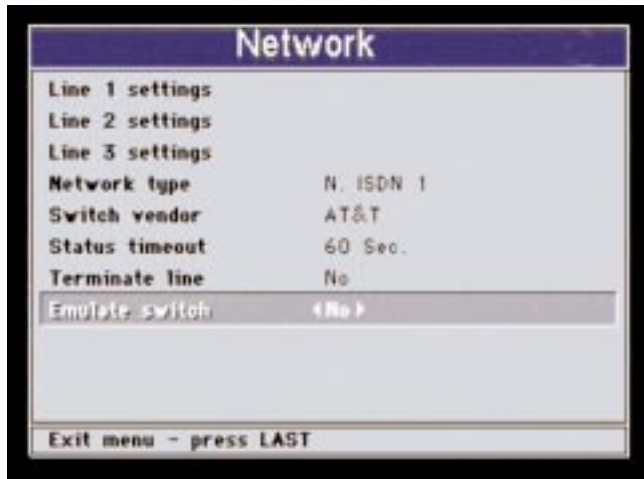 Network
Line 1 settings
Line 2 settings
Line 3 settings
Network type N. ISDN 1
Switch vendor AT&T
Status timeout 60 Sec.
Terminate line No
Emulate switch No
Exit menu - press LAST